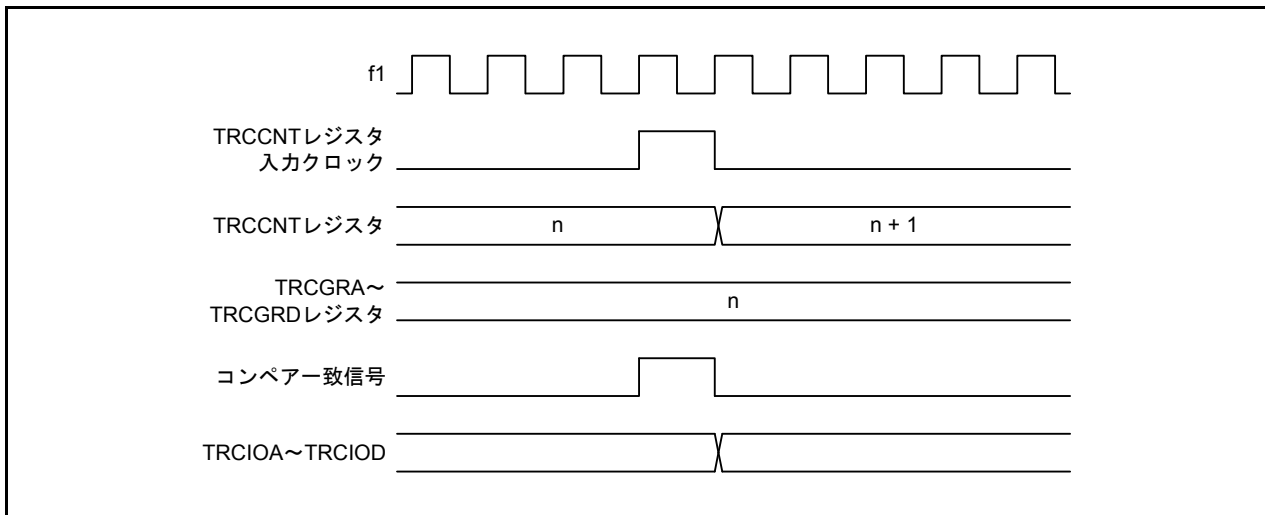 f1
TRCCNTレジスタ
入力クロック
TRCCNTレジスタ
n
n + 1
TRCGRA～
TRCGRDレジスタ
n
コンペア一致信号
TRCIOA～TRCIOD